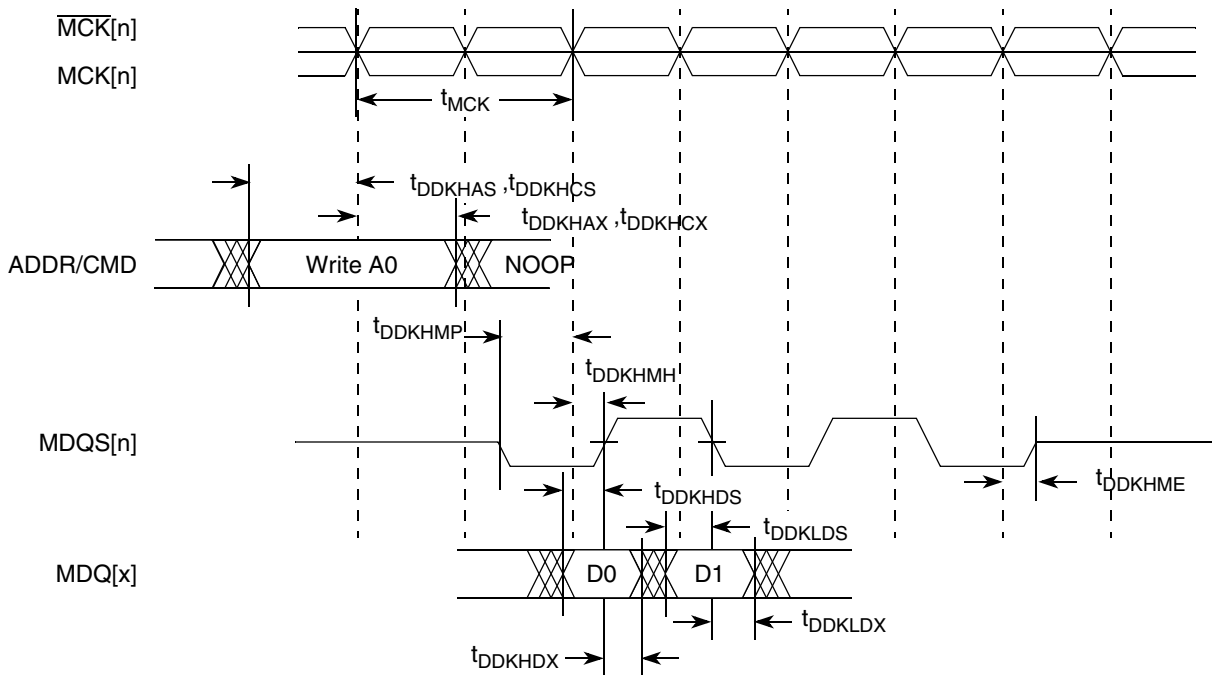 MCK[n]
MCK[n]
tMCK
tDDKHAS ,tDDKHCS
tDDKHAX ,tDDKHCX
ADDR/CMD
Write A0
NOOP
tDDKHMP
tDDKHMH
MDQS[n]
tDDKHME
tDDKHDS
tDDKLDS
MDQ[x]
D0
D1
tDDKLDX
tDDKHDX